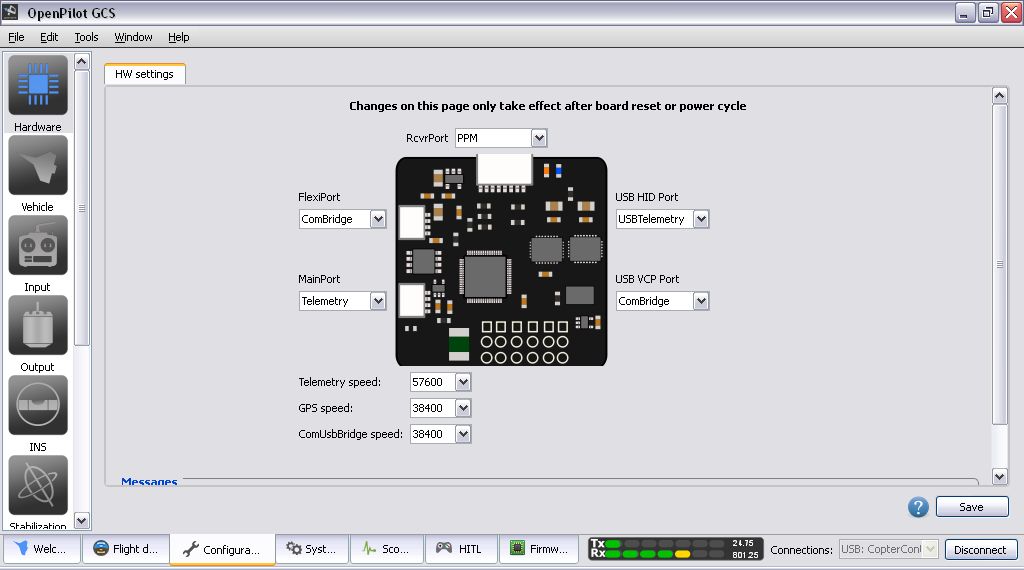 OpenPilot GCS
File Edit Tools Window Help
HW settings
Hardware
Vehicle
Input
Output
INS
Stabilization
Changes on this page only take effect after board reset or power cycle
RcvrPort PPM
FlexiPort
ComBridge
USB HID Port
USBTelemetry
MainPort
Telemetry
USB VCP Port
ComBridge
Telemetry speed: 57600
GPS speed: 38400
ComUsbBridge speed: 38400
Messages
Save
Welc... Flight d... Configura... Syst... Sco... HITL Firmw...
Tx 24.75
Rx 801.25
Connections: USB: CopterCont
Disconnect